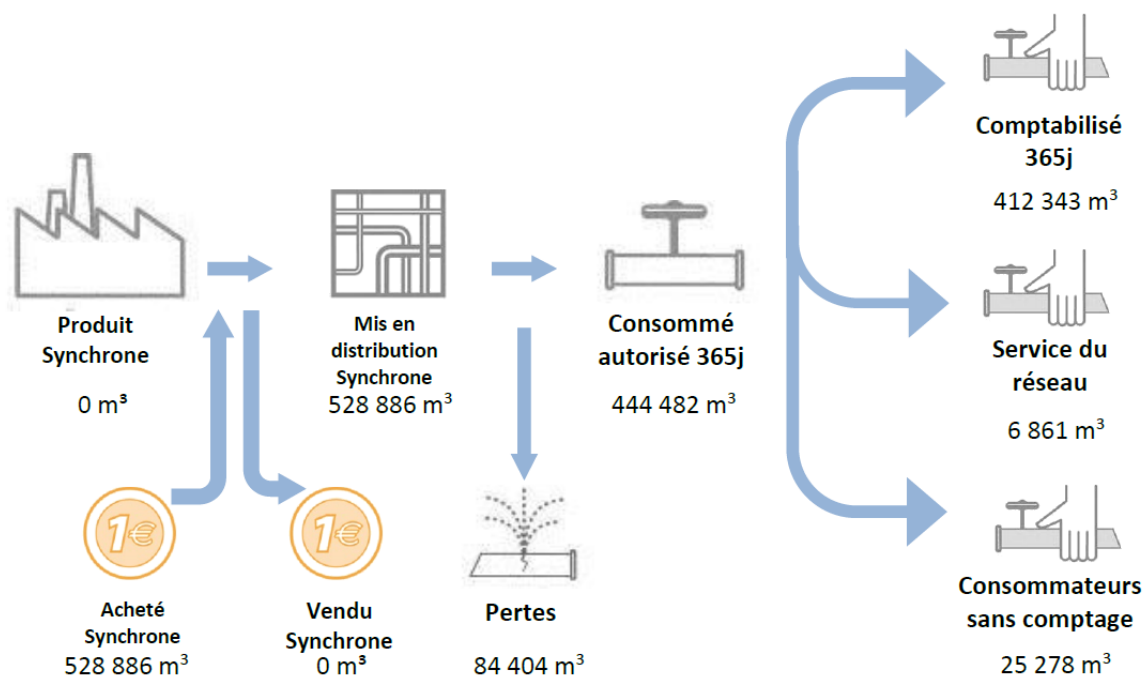 Produit
Synchrone
0 m³
Mis en
distribution
Synchrone
528 886 m³
Consommé
autorisé 365j
444 482 m³
Comptabilisé
365j
412 343 m³
Service du
réseau
6 861 m³
1€
Acheté
Synchrone
528 886 m³
1€
Vendu
Synchrone
0 m³
Pertes
84 404 m³
Consommateurs
sans comptage
25 278 m³